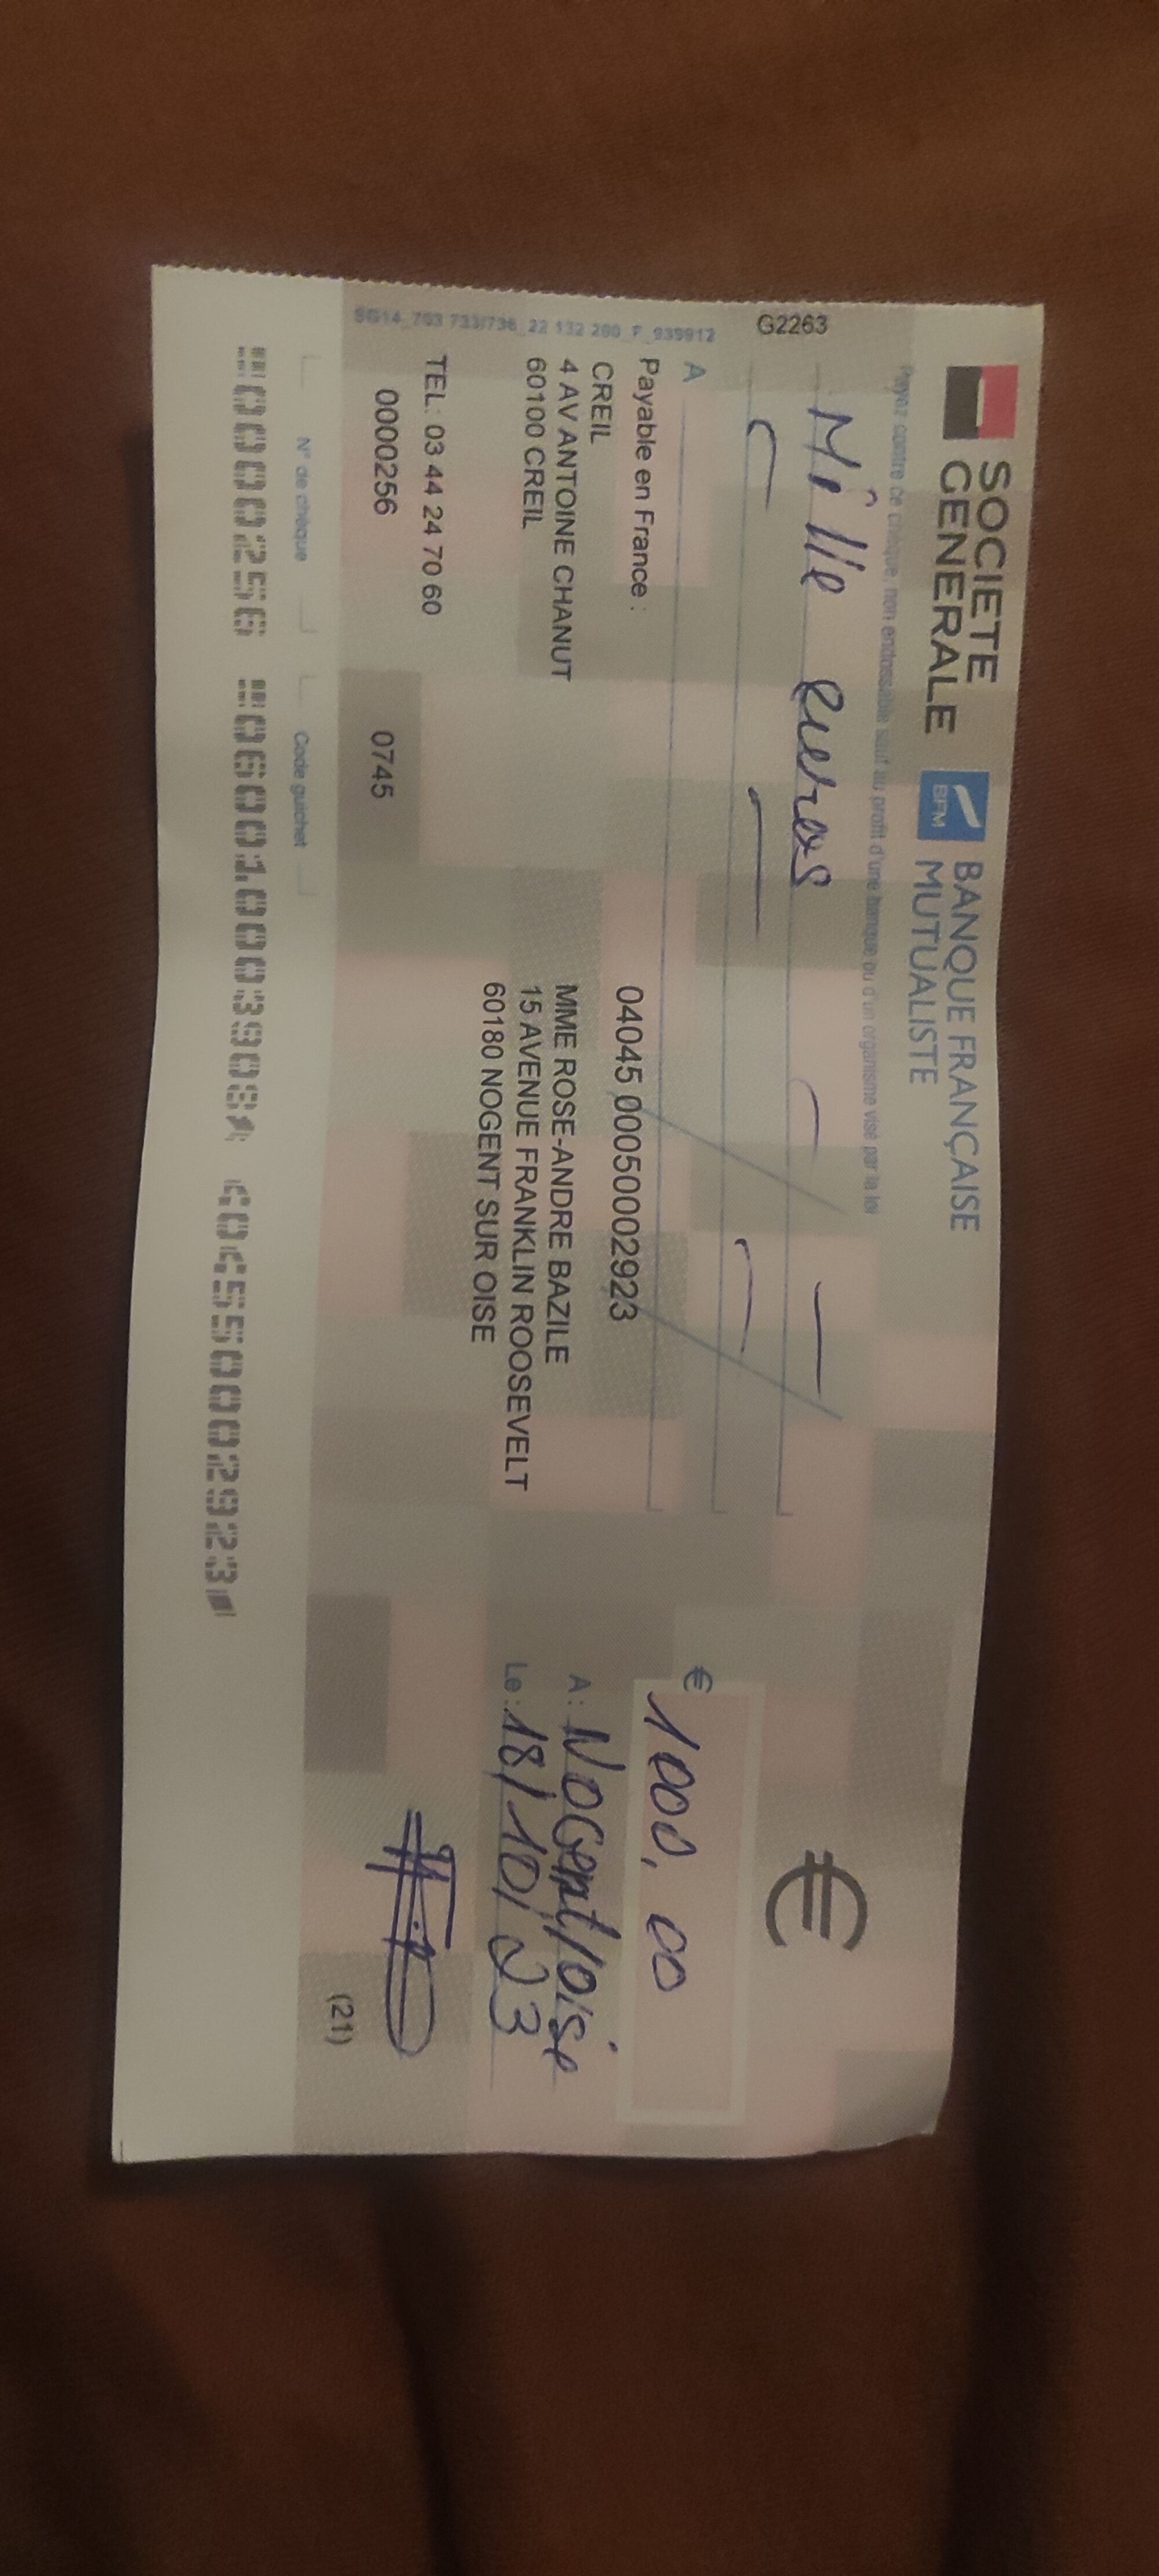 SOCIETE
GENERALE
BFM
BANQUE FRANÇAISE
MUTUALISTE
€
Payez contre ce chèque, non endossable sauf au profit d'une banque ou d'un organisme visé par la loi
G2263
Mille euros
€ 1000,00
A
Payable en France :
CREIL
4 AV ANTOINE CHANUT
60100 CREIL
TEL: 03 44 24 70 60
04045 00050002923
MME ROSE-ANDRE BAZILE
15 AVENUE FRANKLIN ROOSEVELT
60180 NOGENT SUR OISE
A : NOGent/oise
Le : 18/10/23
0000256
0745
(21)
N° de chèque
Code guichet